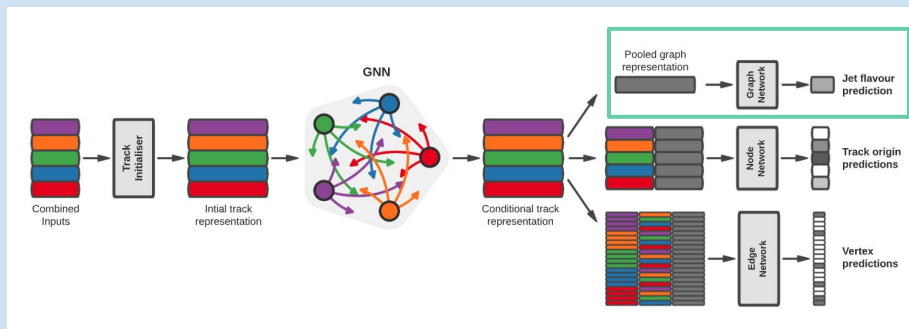 Combined
Inputs
Track
Initialiser
Intial track
representation
GNN
Conditional track
representation
Pooled graph
representation
Graph
Network
Jet flavour
prediction
Node
Network
Track origin
predictions
Edge
Network
Vertex
predictions